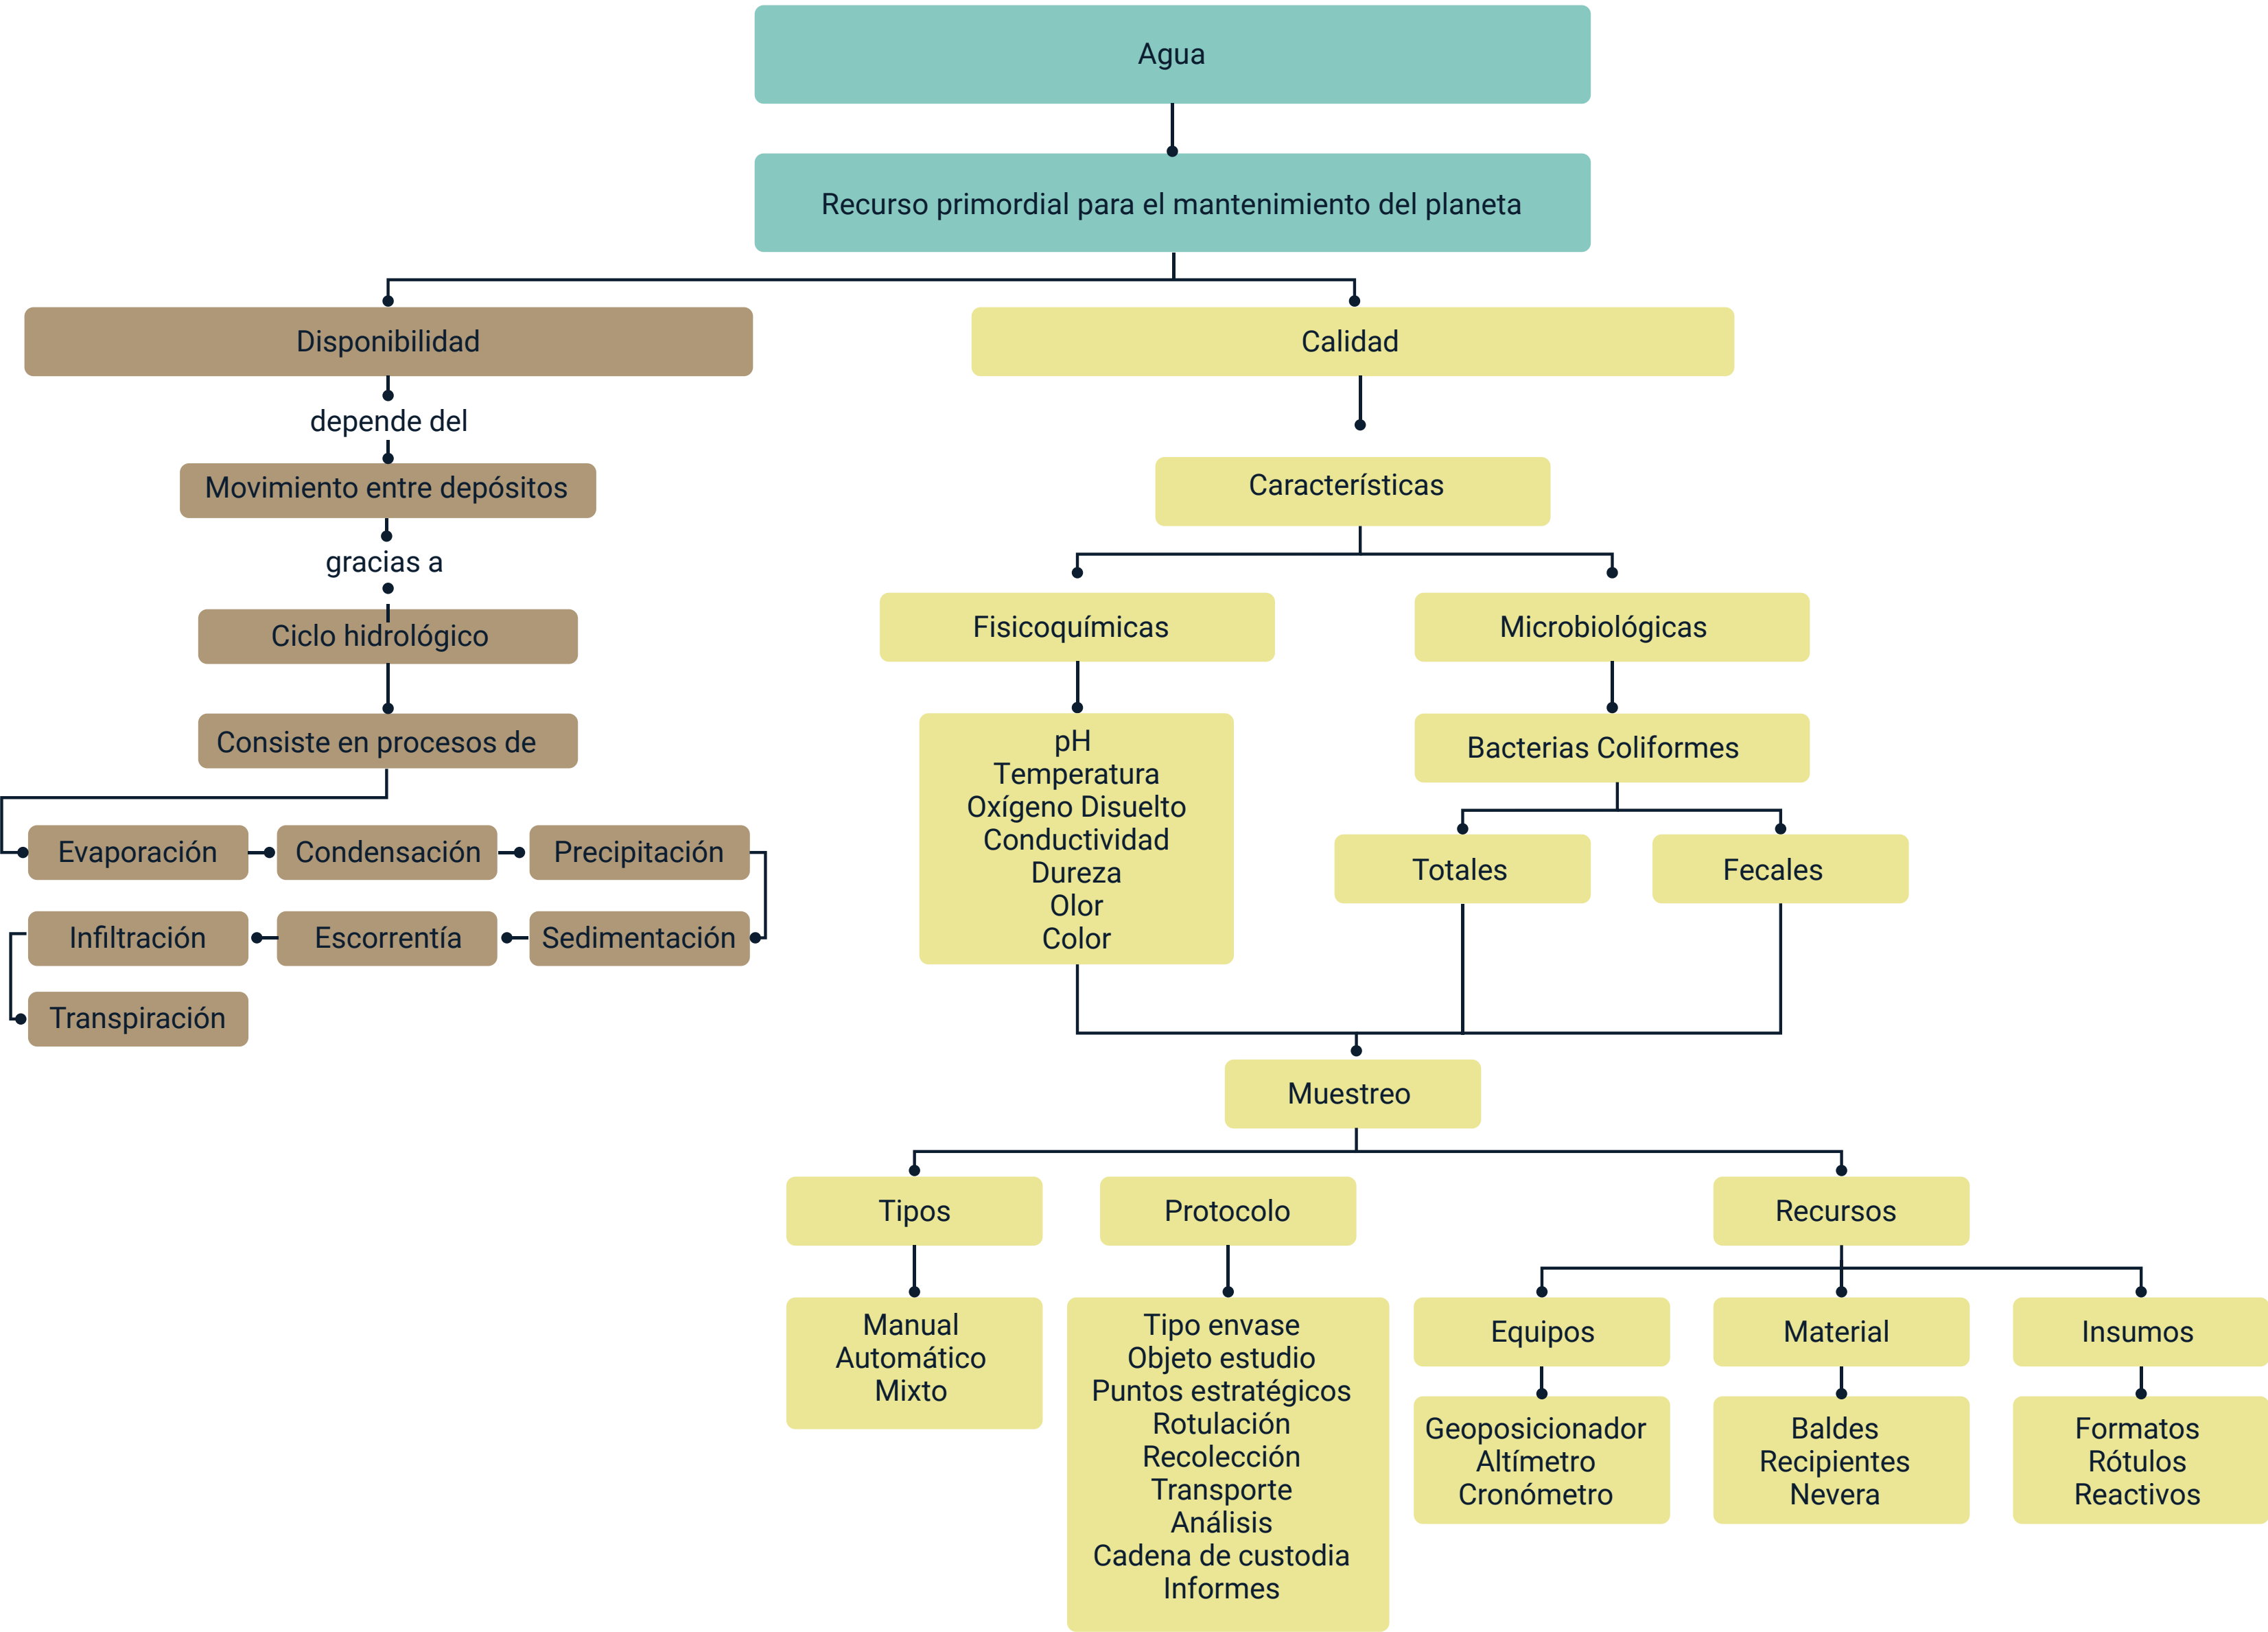 Agua
Recurso primordial para el mantenimiento del planeta
Disponibilidad
depende del
Movimiento entre depósitos
gracias a
Ciclo hidrológico
Consiste en procesos de
Evaporación
Condensación
Precipitación
Infiltración
Escorrentía
Sedimentación
Transpiración
Calidad
Características
Fisicoquímicas
Microbiológicas
pH
Temperatura
Oxígeno Disuelto
Conductividad
Dureza
Olor
Color
Bacterias Coliformes
Totales
Fecales
Muestreo
Tipos
Protocolo
Recursos
Manual
Automático
Mixto
Tipo envase
Objeto estudio
Puntos estratégicos
Rotulación
Recolección
Transporte
Análisis
Cadena de custodia
Informes
Equipos
Material
Insumos
Geoposicionador
Altímetro
Cronómetro
Baldes
Recipientes
Nevera
Formatos
Rótulos
Reactivos